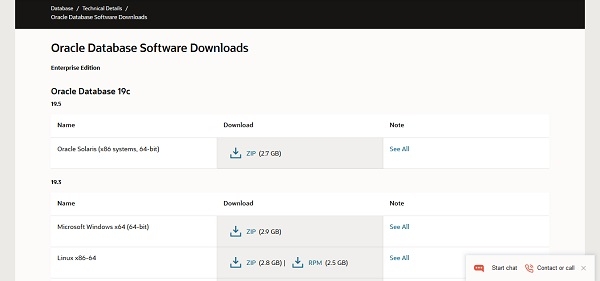 Database / Technical Details /
Oracle Database Software Downloads
Oracle Database Software Downloads
Enterprise Edition
Oracle Database 19c
19.5
Name Download Note
Oracle Solaris (x86 systems, 64-bit) ZIP (2.7 GB) See All
19.3
Name Download Note
Microsoft Windows x64 (64-bit) ZIP (2.9 GB) See All
Linux x86-64 ZIP (2.8 GB) | RPM (2.5 GB) See All
Start chat Contact or call